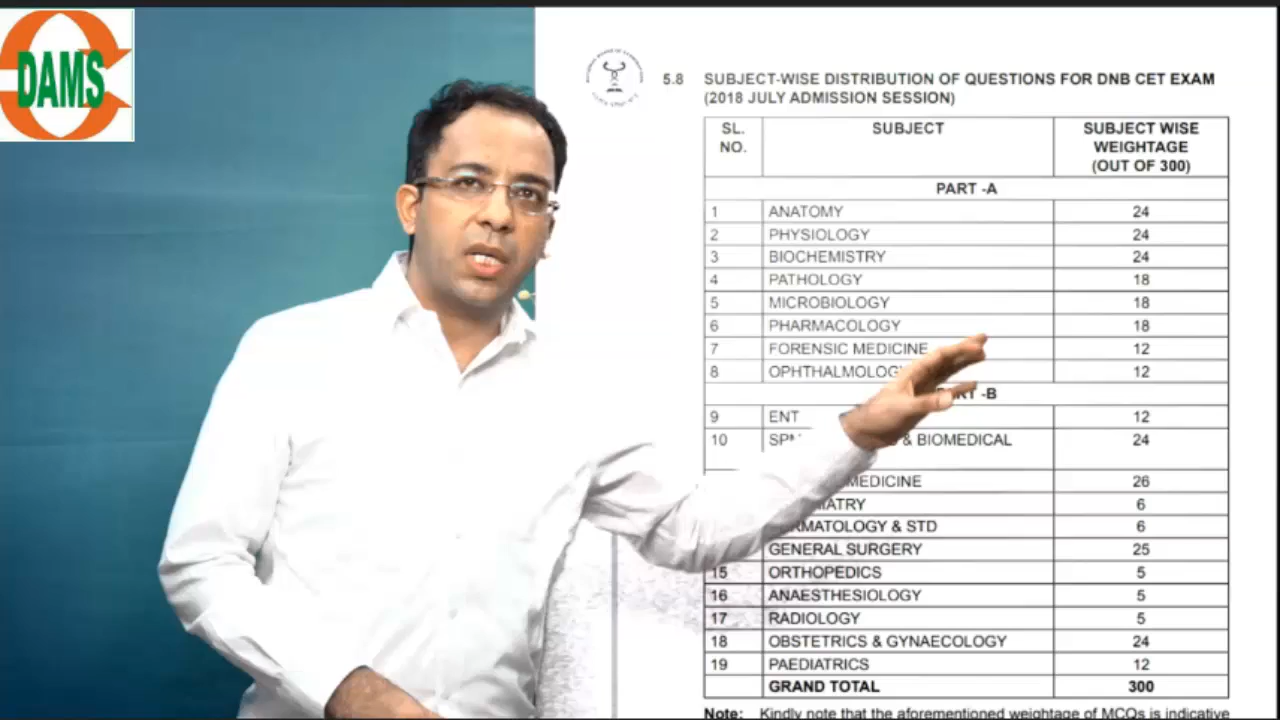 DAMS
5.8 SUBJECT-WISE DISTRIBUTION OF QUESTIONS FOR DNB CET EXAM
(2018 JULY ADMISSION SESSION)
SL. NO. SUBJECT SUBJECT WISE WEIGHTAGE (OUT OF 300)
PART -A
1 ANATOMY 24
2 PHYSIOLOGY 24
3 BIOCHEMISTRY 24
4 PATHOLOGY 18
5 MICROBIOLOGY 18
6 PHARMACOLOGY 18
7 FORENSIC MEDICINE 12
8 OPHTHALMOLOG 12
-B
9 ENT 12
10 & BIOMEDICAL 24
MEDICINE 26
6
& STD 6
GENERAL SURGERY 25
15 ORTHOPEDICS 5
16 ANAESTHESIOLOGY 5
17 RADIOLOGY 5
18 OBSTETRICS & GYNAECOLOGY 24
19 PAEDIATRICS 12
GRAND TOTAL 300
Note: Kindly note that the aforementioned weightage of MCQs is indicative